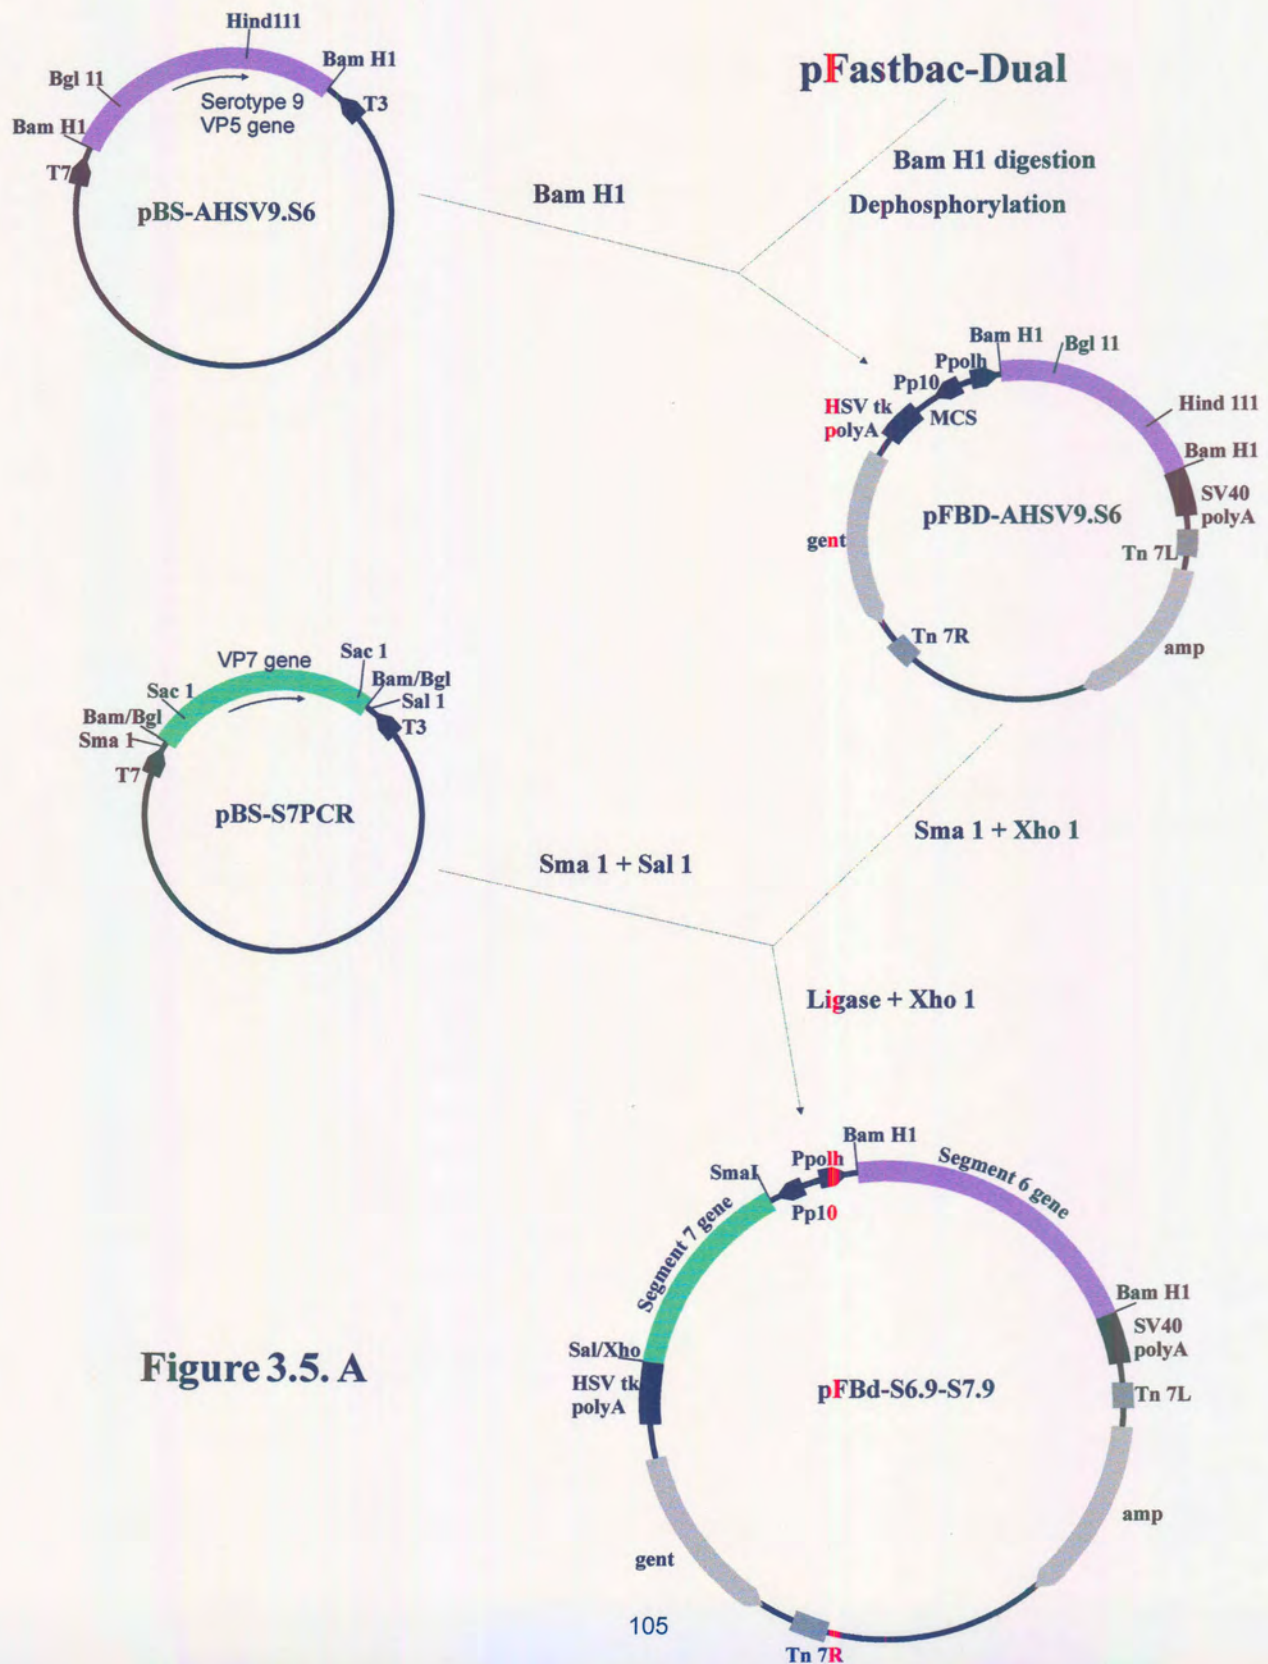 Hind111
Bam H1
Bgl 11
Serotype 9
VP5 gene
T3
Bam H1
T7
pBS-AHSV9.S6
pFastbac-Dual
Bam H1 digestion
Dephosphorylation
Bam H1
Bam H1
Bgl 11
Ppolh
Pp10
HSV tk
polyA
MCS
Hind 111
Bam H1
SV40
polyA
pFBD-AHSV9.S6
gent
Tn 7L
Tn 7R
amp
VP7 gene
Sac 1
Sac 1
Bam/Bgl
Sal 1
Bam/Bgl
Sma 1
T3
T7
pBS-S7PCR
Sma 1 + Sal 1
Sma 1 + Xho 1
Ligase + Xho 1
Bam H1
Ppolh
SmaI
Pp10
Segment 6 gene
Segment 7 gene
Bam H1
SV40
polyA
Sal/Xho
HSV tk
polyA
pFBd-S6.9-S7.9
Tn 7L
amp
gent
Tn 7R
Figure 3.5. A
105